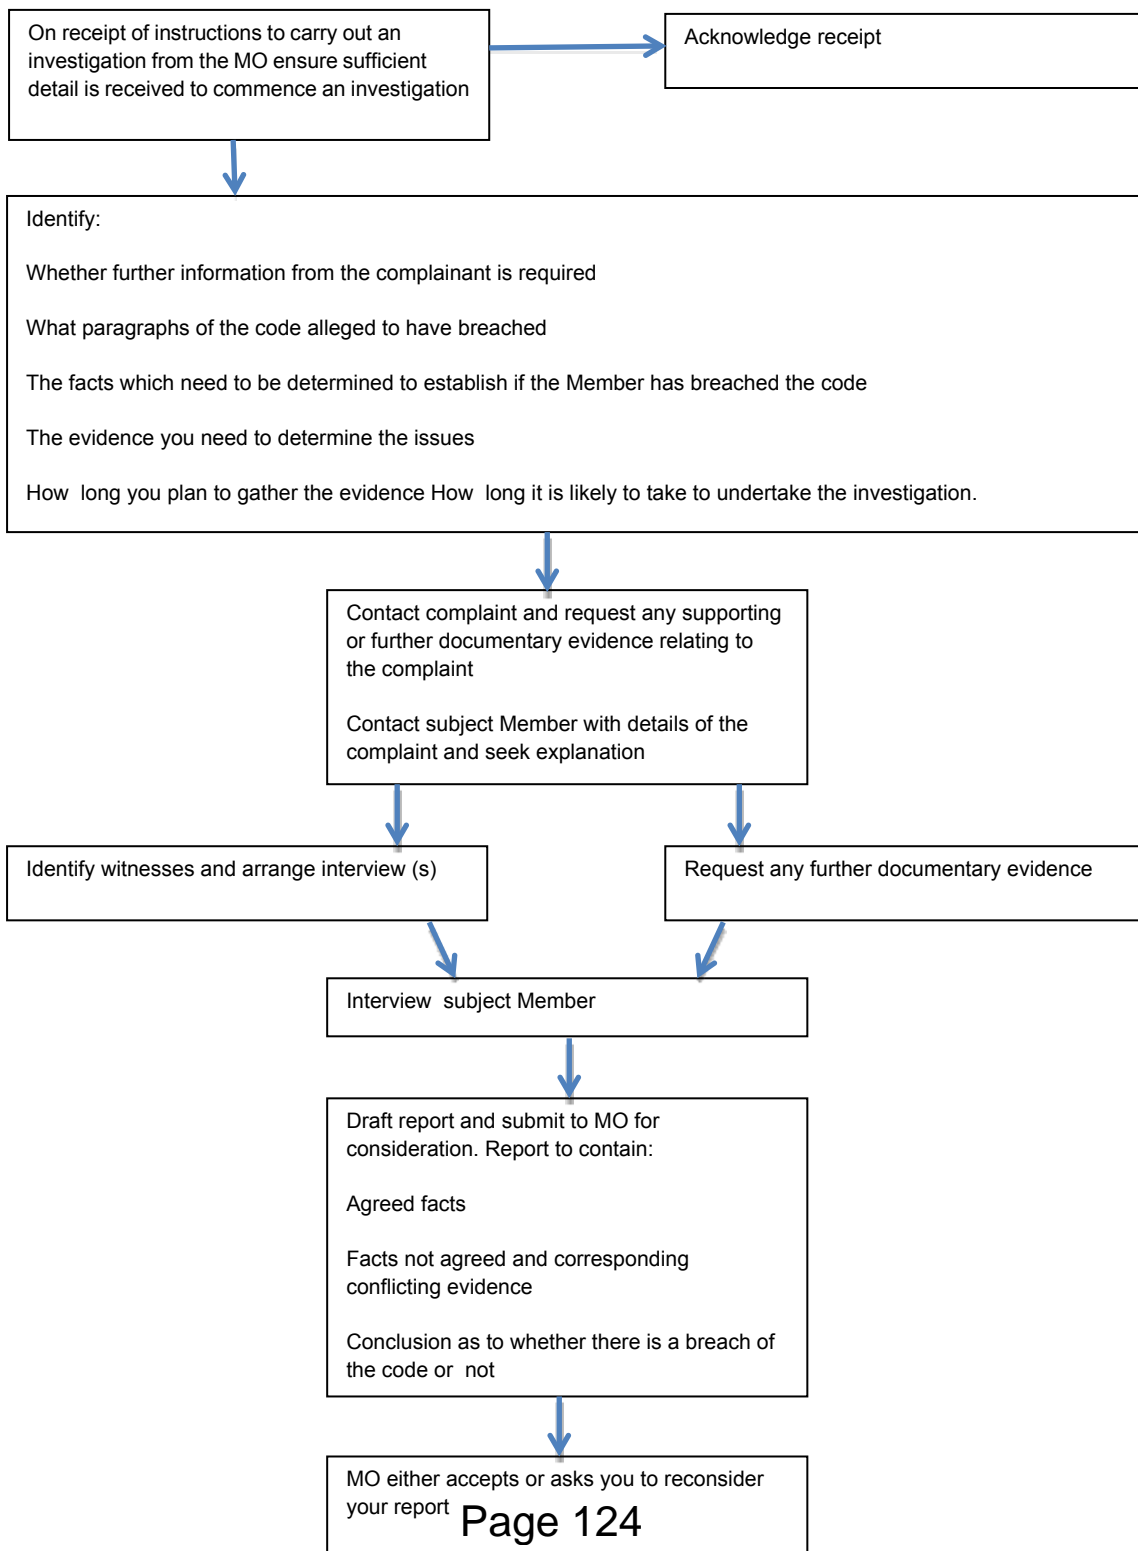 On receipt of instructions to carry out an
investigation from the MO ensure sufficient
detail is received to commence an investigation
Acknowledge receipt
Identify:
Whether further information from the complainant is required
What paragraphs of the code alleged to have breached
The facts which need to be determined to establish if the Member has breached the code
The evidence you need to determine the issues
How long you plan to gather the evidence How long it is likely to take to undertake the investigation.
Contact complaint and request any supporting
or further documentary evidence relating to
the complaint
Contact subject Member with details of the
complaint and seek explanation
Identify witnesses and arrange interview (s)
Request any further documentary evidence
Interview subject Member
Draft report and submit to MO for
consideration. Report to contain:
Agreed facts
Facts not agreed and corresponding
conflicting evidence
Conclusion as to whether there is a breach of
the code or not
MO either accepts or asks you to reconsider
your report
Page 124